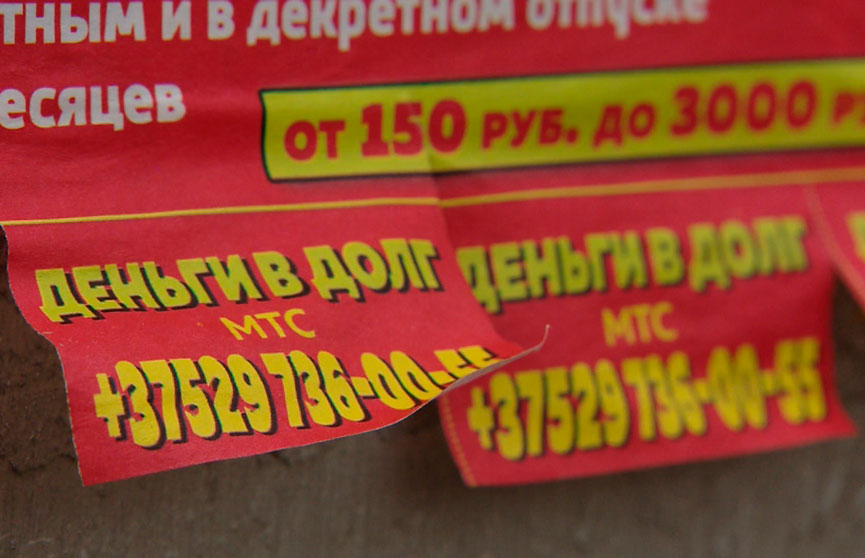 тным и в декретном отпуске
есяцев
ОТ 150 РУБ. ДО 3000 Р
ДЕНЬГИ В ДОЛГ
МТС
+37529 736-00-55
ДЕНЬГИ В ДОЛГ
МТС
+37529 736-00-55